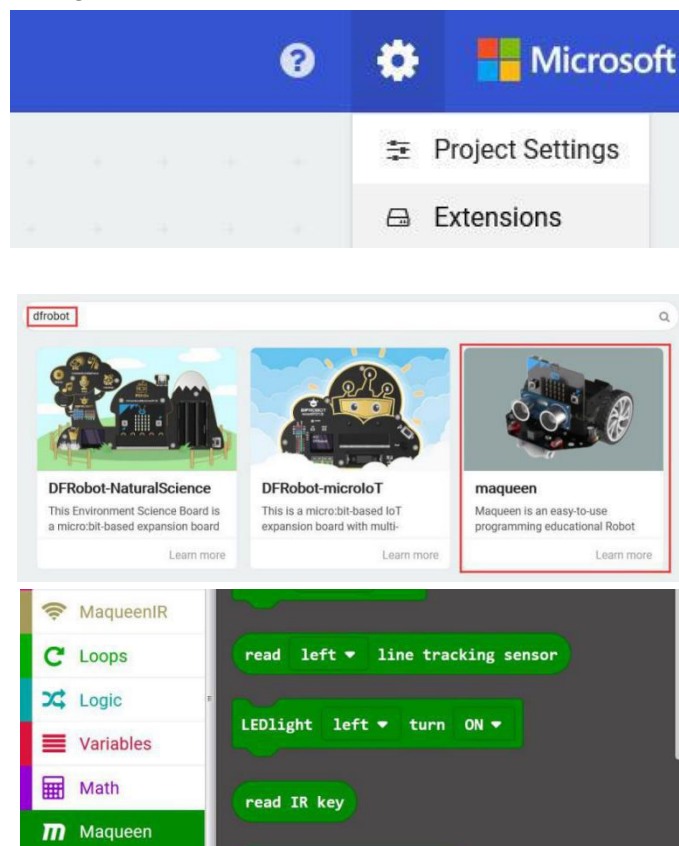 Microsoft
Project Settings
Extensions
dfrobot
DFRobot-NaturalScience
This Environment Science Board is
a micro:bit-based expansion board
Learn more
DFRobot-microIoT
This is a micro:bit-based IoT
expansion board with multi-
Learn more
maqueen
Maqueen is an easy-to-use
programming educational Robot
Learn more
MaqueenIR
Loops
Logic
Variables
Math
Maqueen
read left line tracking sensor
LEDlight left turn ON
read IR key